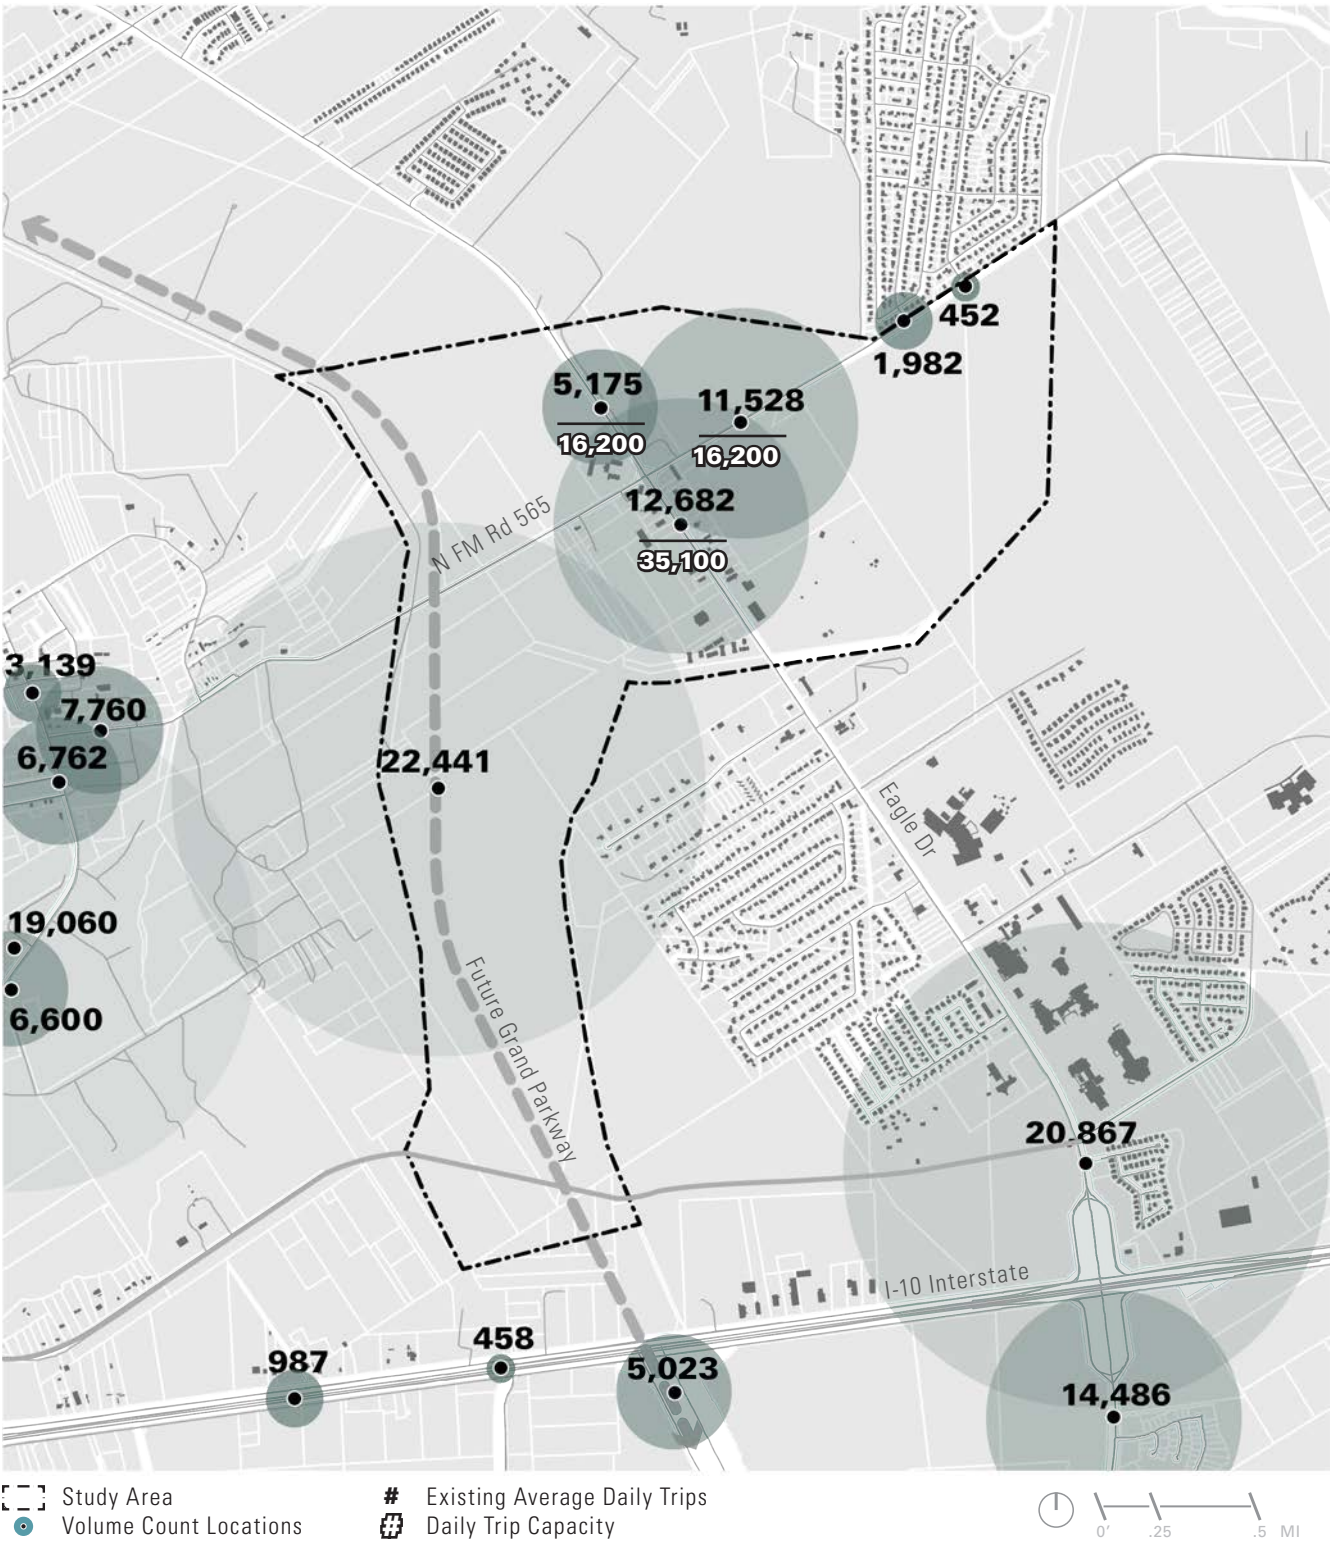 452
1,982
5,175
16,200
11,528
16,200
12,682
35,100
N FM Rd 565
3,139
7,760
6,762
22,441
Eagle Dr
19,060
6,600
Future Grand Parkway
20,867
I-10 Interstate
458
987
5,023
14,486
Study Area
# Existing Average Daily Trips
Volume Count Locations
# Daily Trip Capacity
0' .25 .5 MI